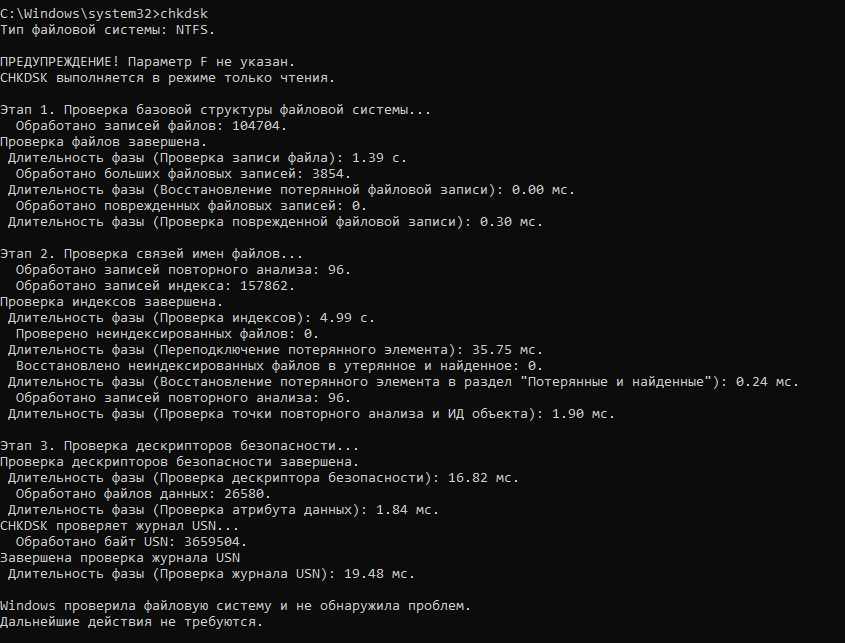 C:\Windows\system32>chkdsk
Тип файловой системы: NTFS.
ПРЕДУПРЕЖДЕНИЕ! Параметр F не указан.
CHKDSK выполняется в режиме только чтения.
Этап 1. Проверка базовой структуры файловой системы...
Обработано записей файлов: 104704.
Проверка файлов завершена.
Длительность фазы (Проверка записи файла): 1.39 с.
Обработано больших файловых записей: 3854.
Длительность фазы (Восстановление потерянной файловой записи): 0.00 мс.
Обработано поврежденных файловых записей: 0.
Длительность фазы (Проверка поврежденной файловой записи): 0.30 мс.
Этап 2. Проверка связей имен файлов...
Обработано записей повторного анализа: 96.
Обработано записей индекса: 157862.
Проверка индексов завершена.
Длительность фазы (Проверка индексов): 4.99 с.
Проверено неиндексированных файлов: 0.
Длительность фазы (Переподключение потерянного элемента): 35.75 мс.
Восстановлено неиндексированных файлов в утерянное и найденное: 0.
Длительность фазы (Восстановление потерянного элемента в раздел "Потерянные и найденные"): 0.24 мс.
Обработано записей повторного анализа: 96.
Длительность фазы (Проверка точки повторного анализа и ИД объекта): 1.90 мс.
Этап 3. Проверка дескрипторов безопасности...
Проверка дескрипторов безопасности завершена.
Длительность фазы (Проверка дескриптора безопасности): 16.82 мс.
Обработано файлов данных: 26580.
Длительность фазы (Проверка атрибута данных): 1.84 мс.
CHKDSK проверяет журнал USN...
Обработано байт USN: 3659504.
Завершена проверка журнала USN
Длительность фазы (Проверка журнала USN): 19.48 мс.
Windows проверила файловую систему и не обнаружила проблем.
Дальнейшие действия не требуются.